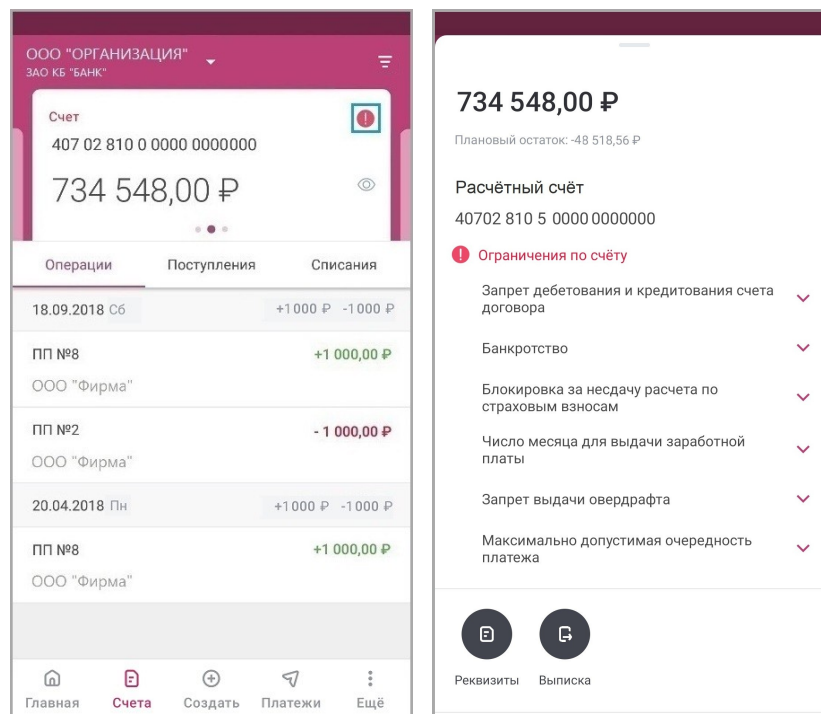 ООО "ОРГАНИЗАЦИЯ"
ЗАО КБ "БАНК"
Счет
407 02 810 0 0000 0000000
734 548,00 ₽
Операции Поступления Списания
18.09.2018 Сб +1000 ₽ -1000 ₽
ПП №8 +1 000,00 ₽
ООО "Фирма"
ПП №2 - 1 000,00 ₽
ООО "Фирма"
20.04.2018 Пн +1000 ₽ -1000 ₽
ПП №8 +1 000,00 ₽
ООО "Фирма"
Главная Счета Создать Платежи Ещё
734 548,00 ₽
Плановый остаток: -48 518,56 ₽
Расчётный счёт
40702 810 5 0000 0000000
Ограничения по счёту
Запрет дебетования и кредитования счета
договора
Банкротство
Блокировка за несдачу расчета по
страховым взносам
Число месяца для выдачи заработной
платы
Запрет выдачи овердрафта
Максимально допустимая очередность
платежа
Реквизиты Выписка